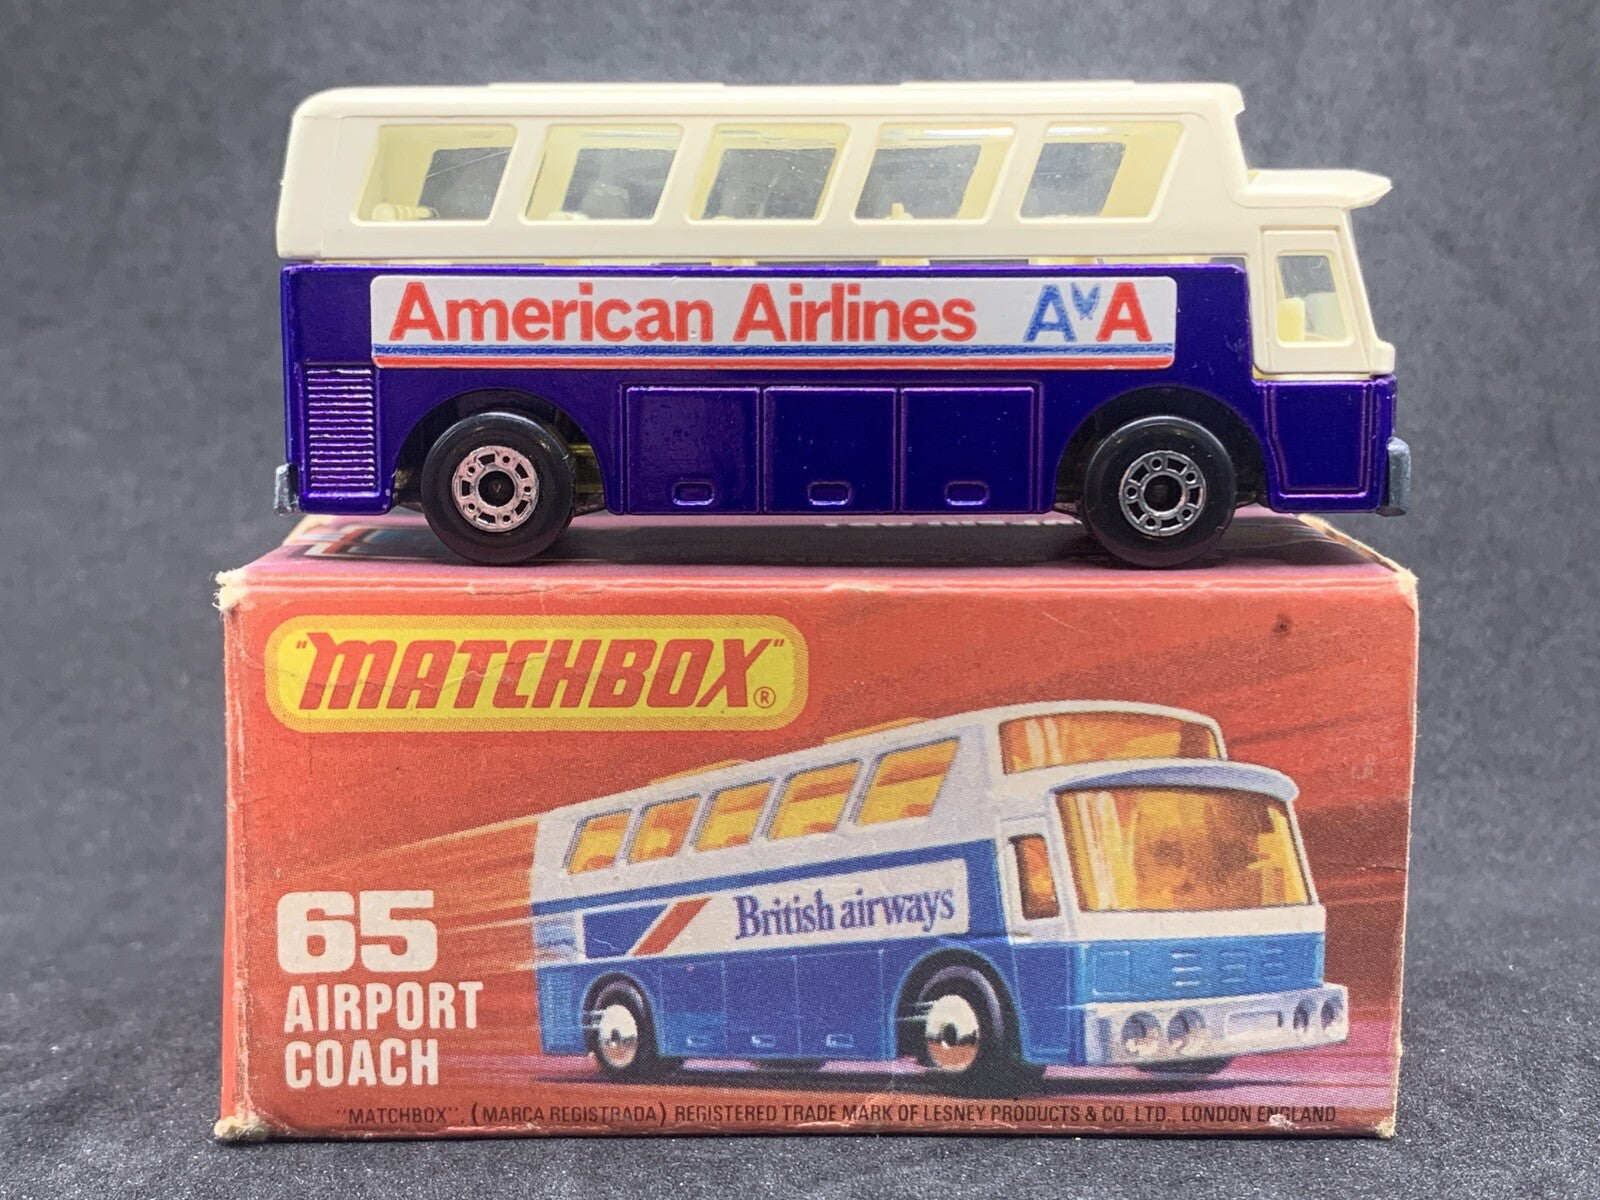 American Airlines AA
"MATCHBOX"®
British airways
65
AIRPORT
COACH
"MATCHBOX", (MARCA REGISTRADA) REGISTERED TRADE MARK OF LESNEY PRODUCTS & CO. LTD., LONDON ENGLAND